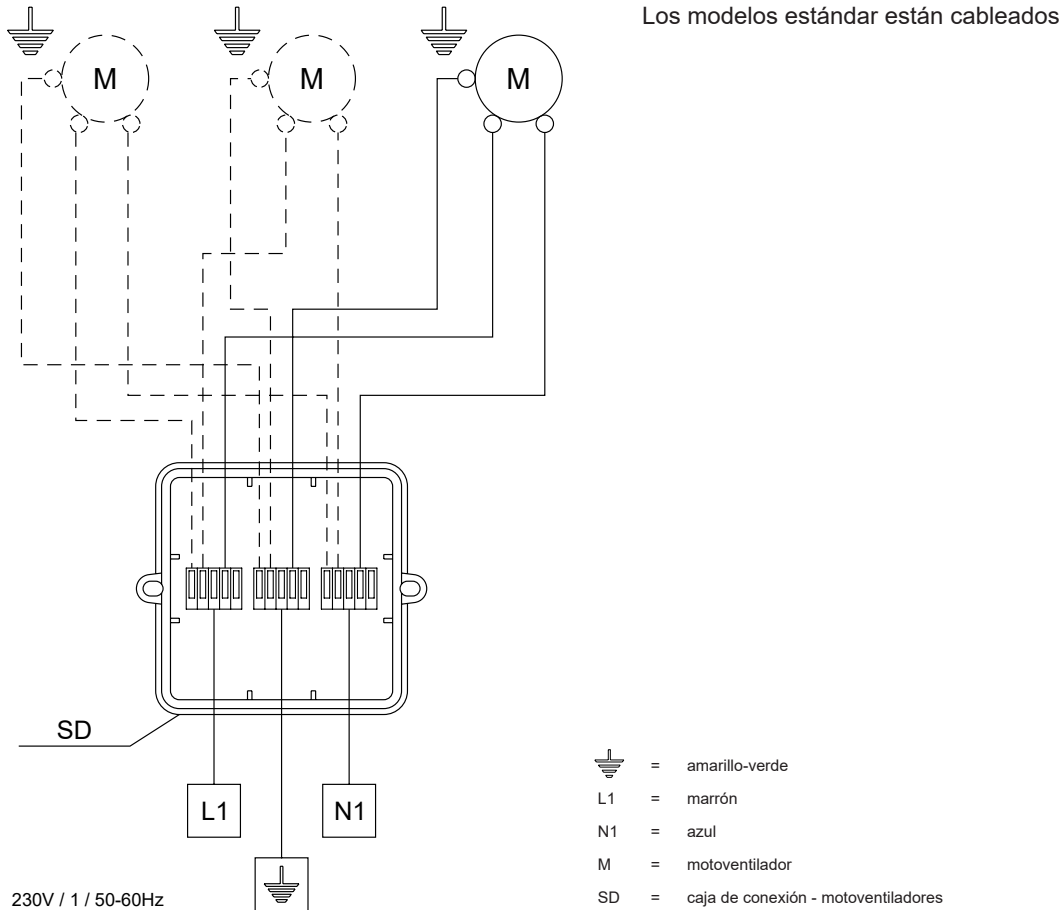 Los modelos estándar están cableados
M M M
SD
L1 N1
230V / 1 / 50-60Hz
= amarillo-verde
L1 = marrón
N1 = azul
M = motoventilador
SD = caja de conexión - motoventiladores